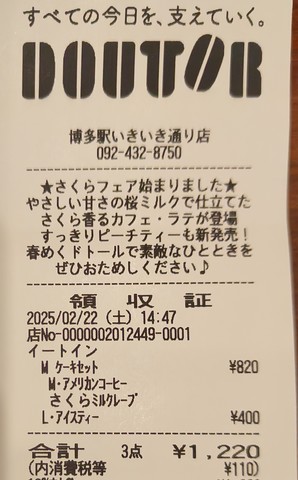 すべての今日を、支えていく。
DOUTOR
博多駅いきいき通り店
092-432-8750
★さくらフェア始まりました★
やさしい甘さの桜ミルクで仕立てた
さくら香るカフェ・ラテが登場
すっきりピーチティーも新発売！
春めくドトールで素敵なひとときを
ぜひおためしください♪
領 収 証
2025/02/22 (土) 14:47
店No-0000002012449-0001
イートイン
M ケーキセット ¥820
M・アメリカンコーヒー
さくらミルクレープ
L・アイスティー ¥400
合計 3点 ¥1,220
(内消費税等 ¥110)